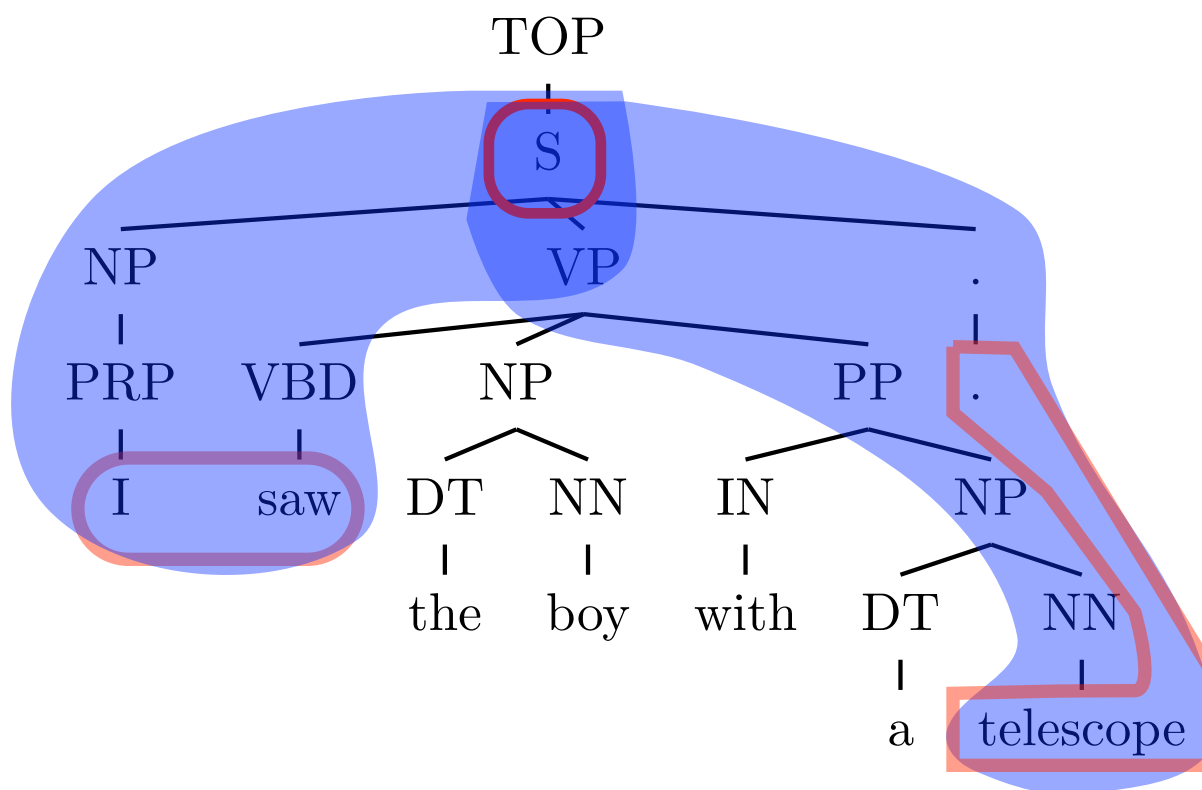 TOP
S
NP VP .
PRP VBD NP PP .
I saw DT NN IN NP
the boy with DT NN
a telescope